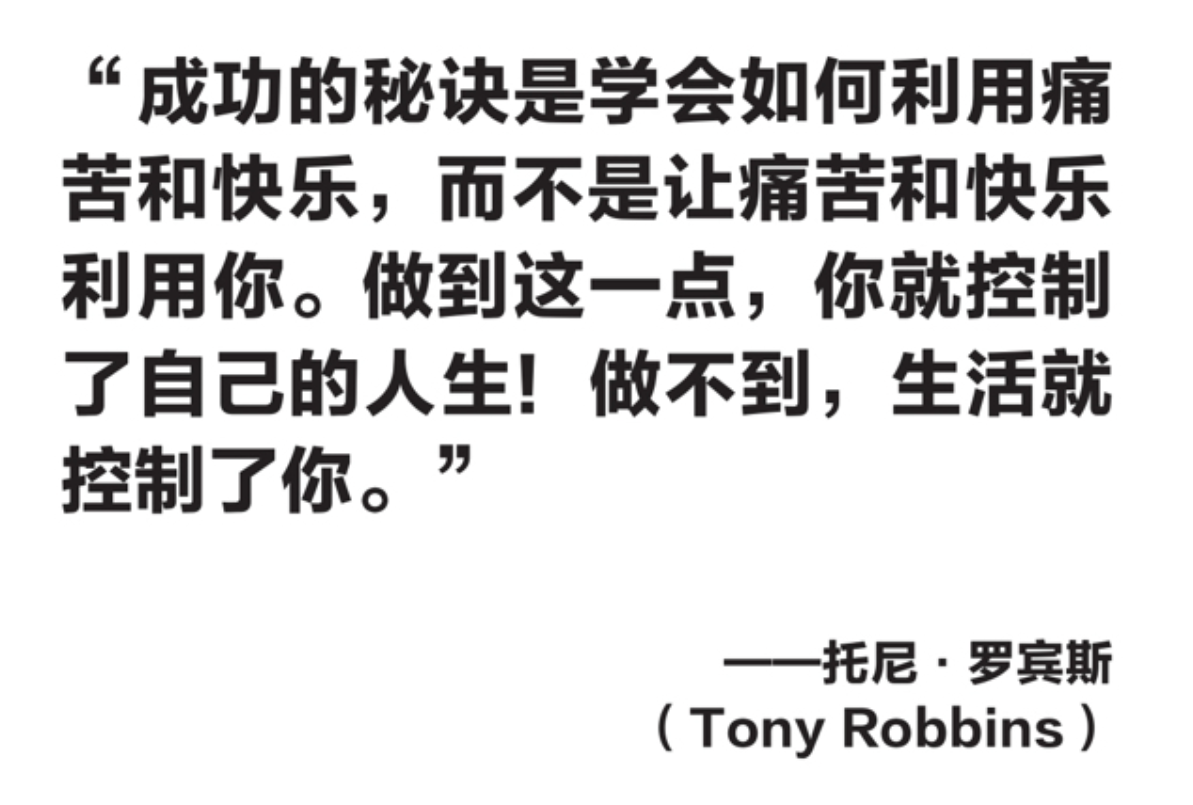 “成功的秘诀是学会如何利用痛
苦和快乐，而不是让痛苦和快乐
利用你。做到这一点，你就控制
了自己的人生！做不到，生活就
控制了你。”
——托尼·罗宾斯
（Tony Robbins）